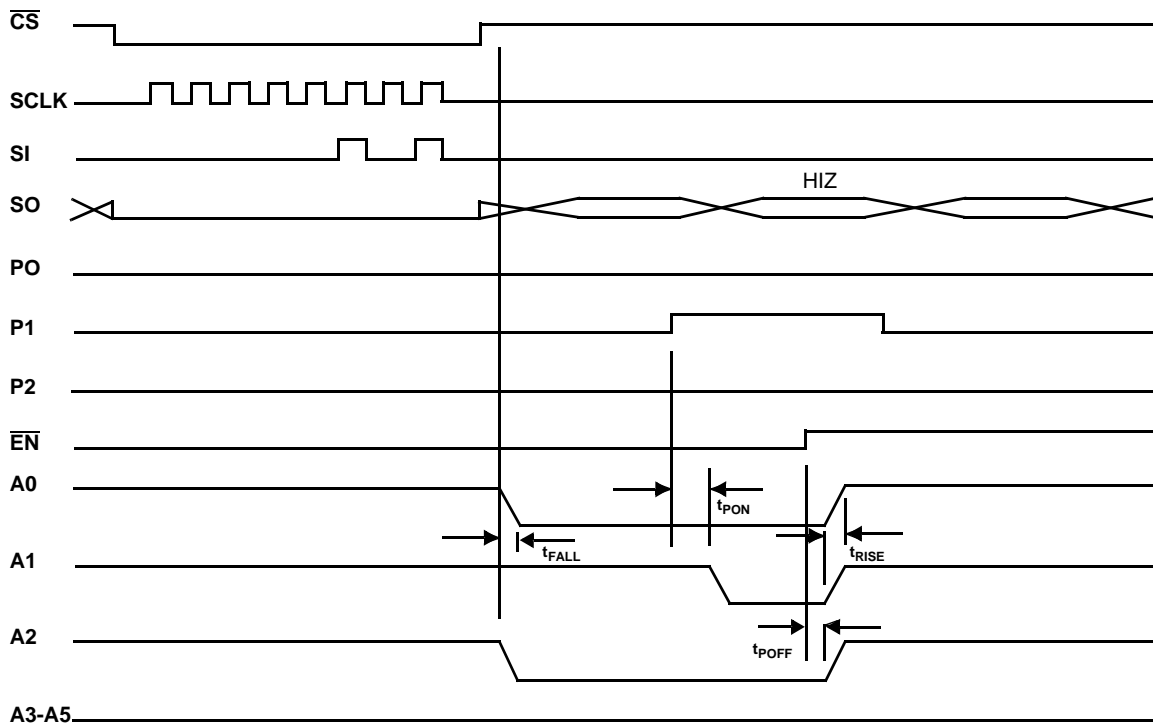 CS
SCLK
SI
SO
HIZ
PO
P1
P2
EN
A0
tPON
tFALL
tRISE
A1
A2
tPOFF
A3-A5